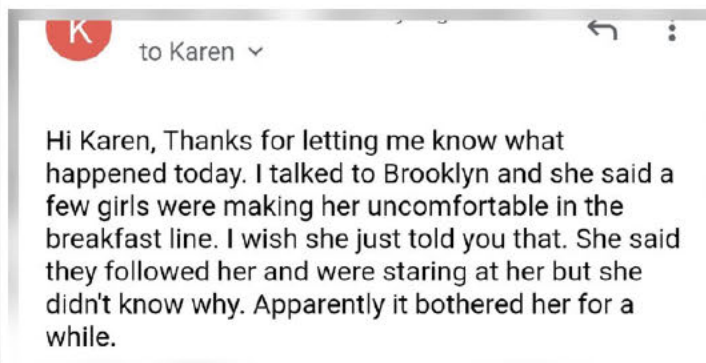 K
to Karen
Hi Karen, Thanks for letting me know what
happened today. I talked to Brooklyn and she said a
few girls were making her uncomfortable in the
breakfast line. I wish she just told you that. She said
they followed her and were staring at her but she
didn't know why. Apparently it bothered her for a
while.